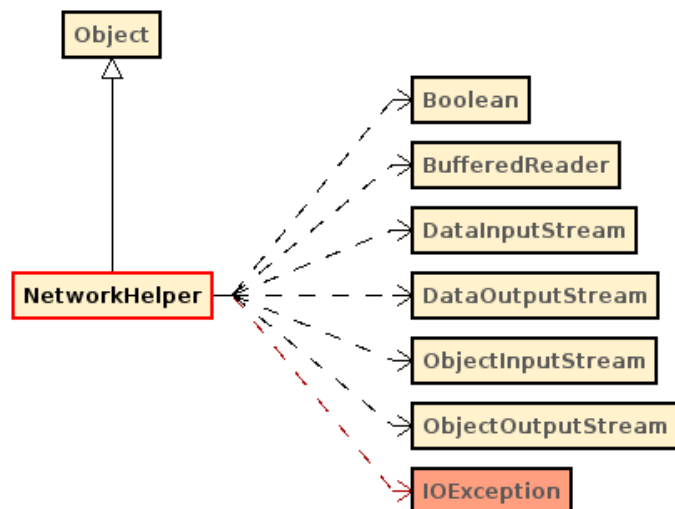 Object
Boolean
BufferedReader
DataInputStream
NetworkHelper
DataOutputStream
ObjectInputStream
ObjectOutputStream
IOException